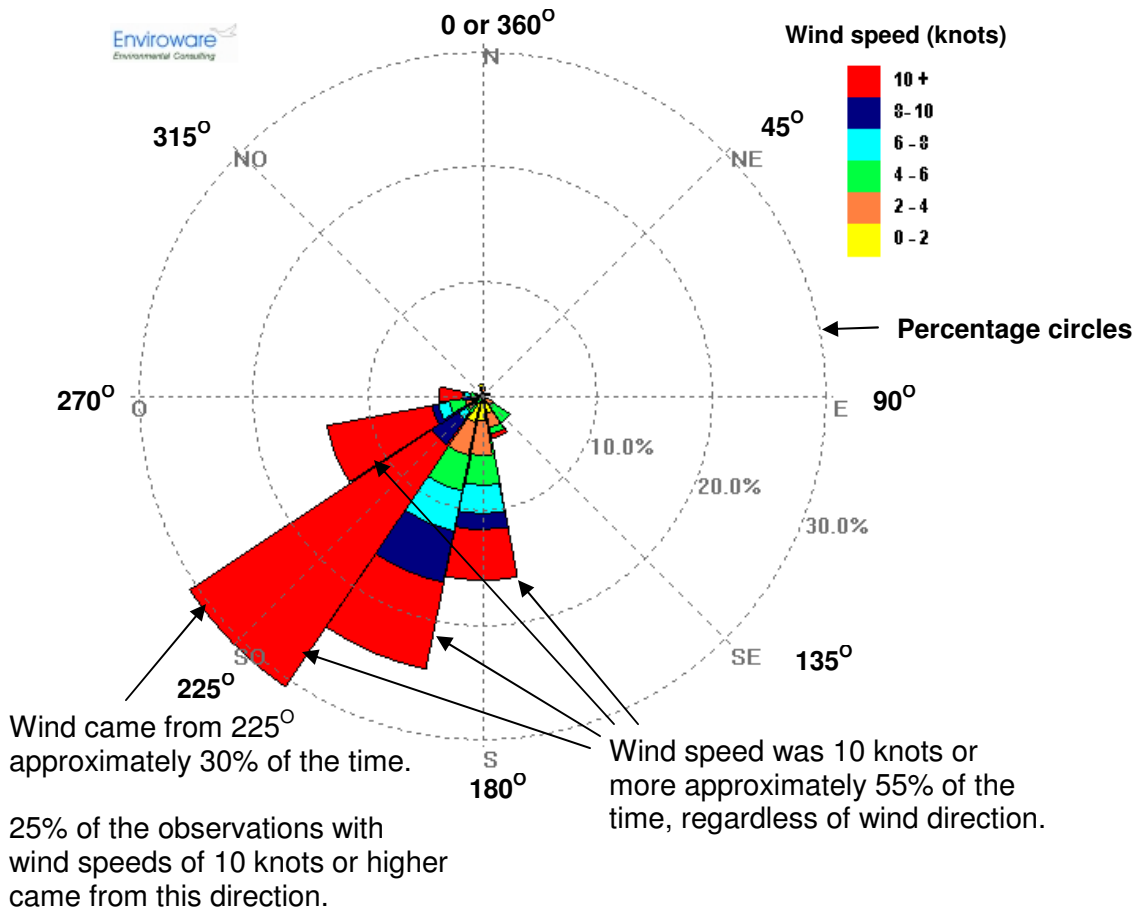 Enviroware
Environmental Consulting
0 or 360O
N
Wind speed (knots)
10 +
8-10
6 - 8
4 - 6
2 - 4
0 - 2
315O
NO
45O
NE
Percentage circles
270O
O
E
90O
10.0%
20.0%
30.0%
SO
225O
SE
135O
S
180O
Wind came from 225O
approximately 30% of the time.
25% of the observations with
wind speeds of 10 knots or higher
came from this direction.
Wind speed was 10 knots or
more approximately 55% of the
time, regardless of wind direction.